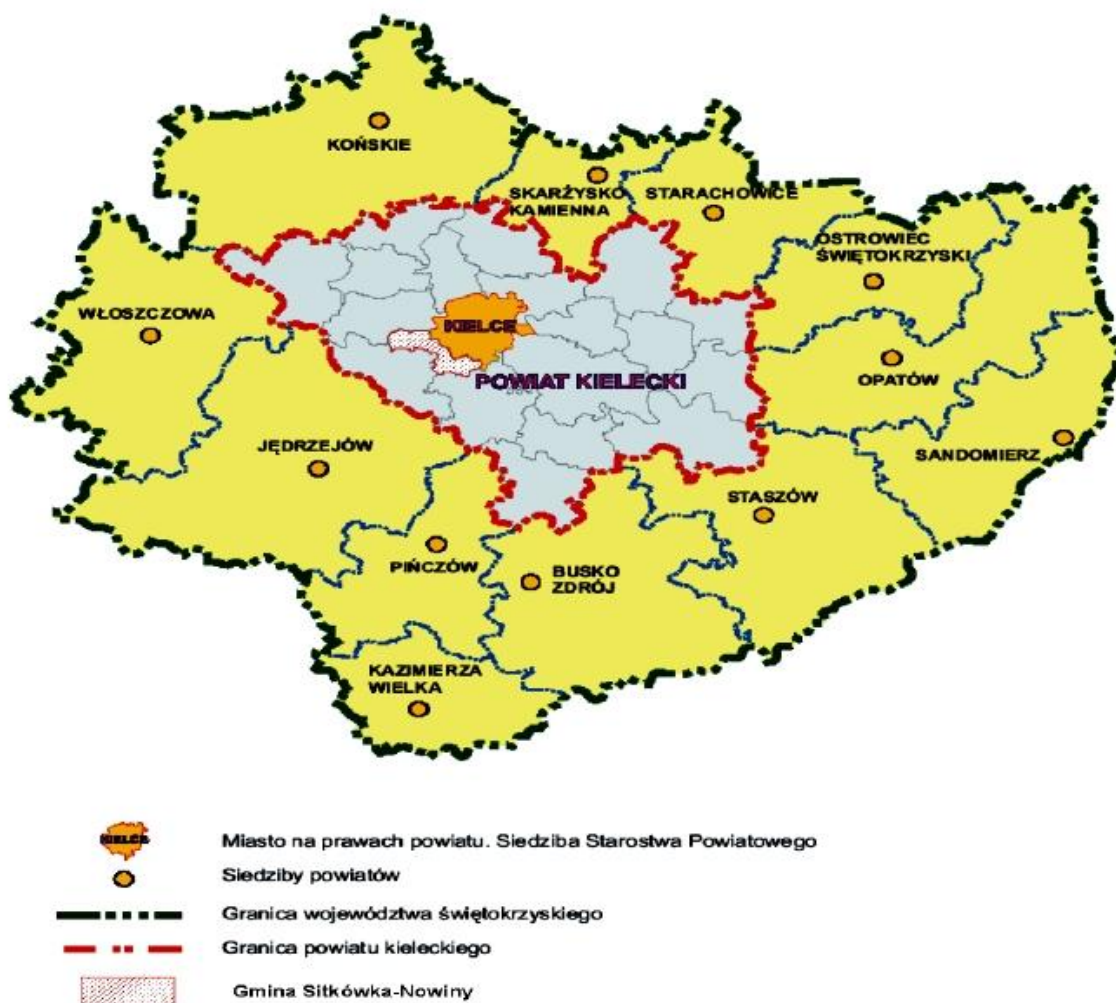 KOŃSKIE
SKARŻYSKO
KAMIENNA
STARACHOWICE
OSTROWIEC
ŚWIĘTOKRZYSKI
WŁOSZCZOWA
KIELCE
POWIAT KIELECKI
OPATÓW
JĘDRZEJÓW
SANDOMIERZ
STASZÓW
PIŃCZÓW
BUSKO
ZDRÓJ
KAZIMIERZA
WIELKA
KIELCE
Miasto na prawach powiatu. Siedziba Starostwa Powiatowego
Siedziby powiatów
Granica województwa świętokrzyskiego
Granica powiatu kieleckiego
Gmina Sitkówka-Nowiny